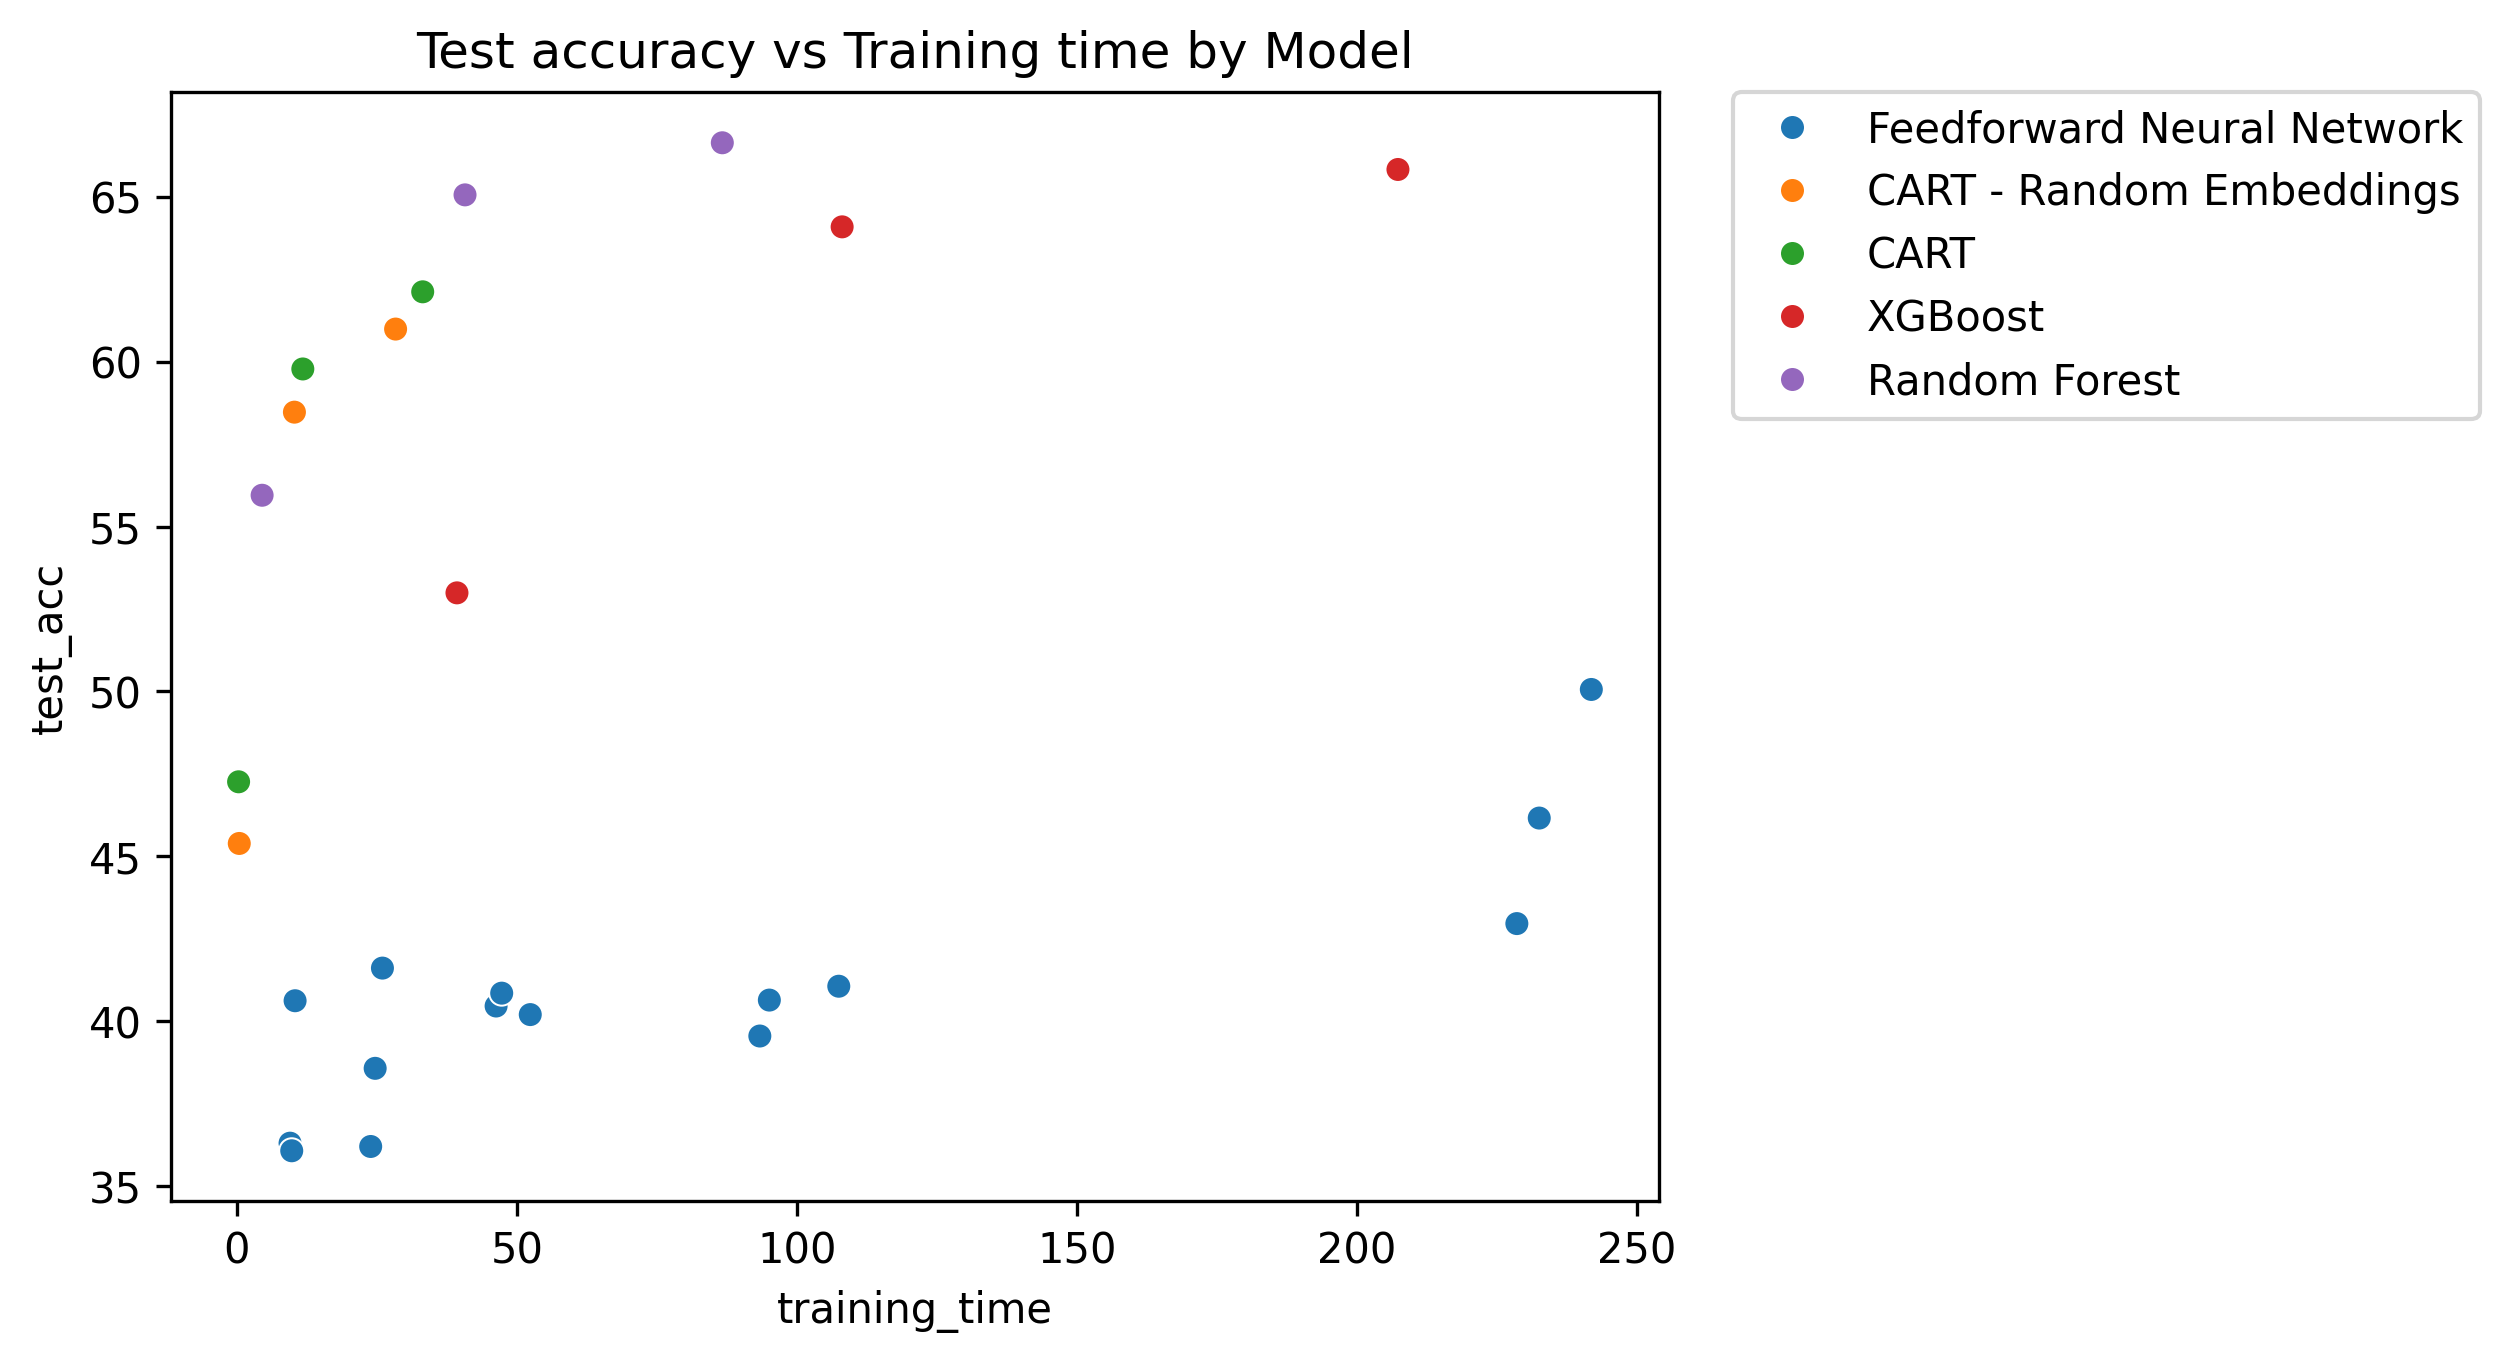 Test accuracy vs Training time by Model
Feedforward Neural Network
CART - Random Embeddings
CART
XGBoost
Random Forest
test_acc
65
60
55
50
45
40
35
0 50 100 150 200 250
training_time